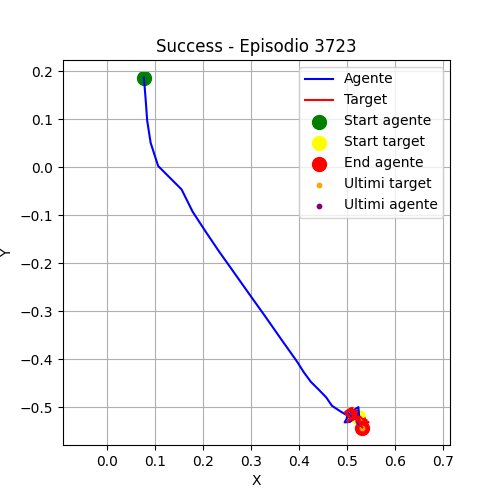 Success - Episodio 3723
Agente
Target
Start agente
Start target
End agente
Ultimi target
Ultimi agente
0.2
0.1
0.0
−0.1
−0.2
−0.3
−0.4
−0.5
Y
0.0 0.1 0.2 0.3 0.4 0.5 0.6 0.7
X